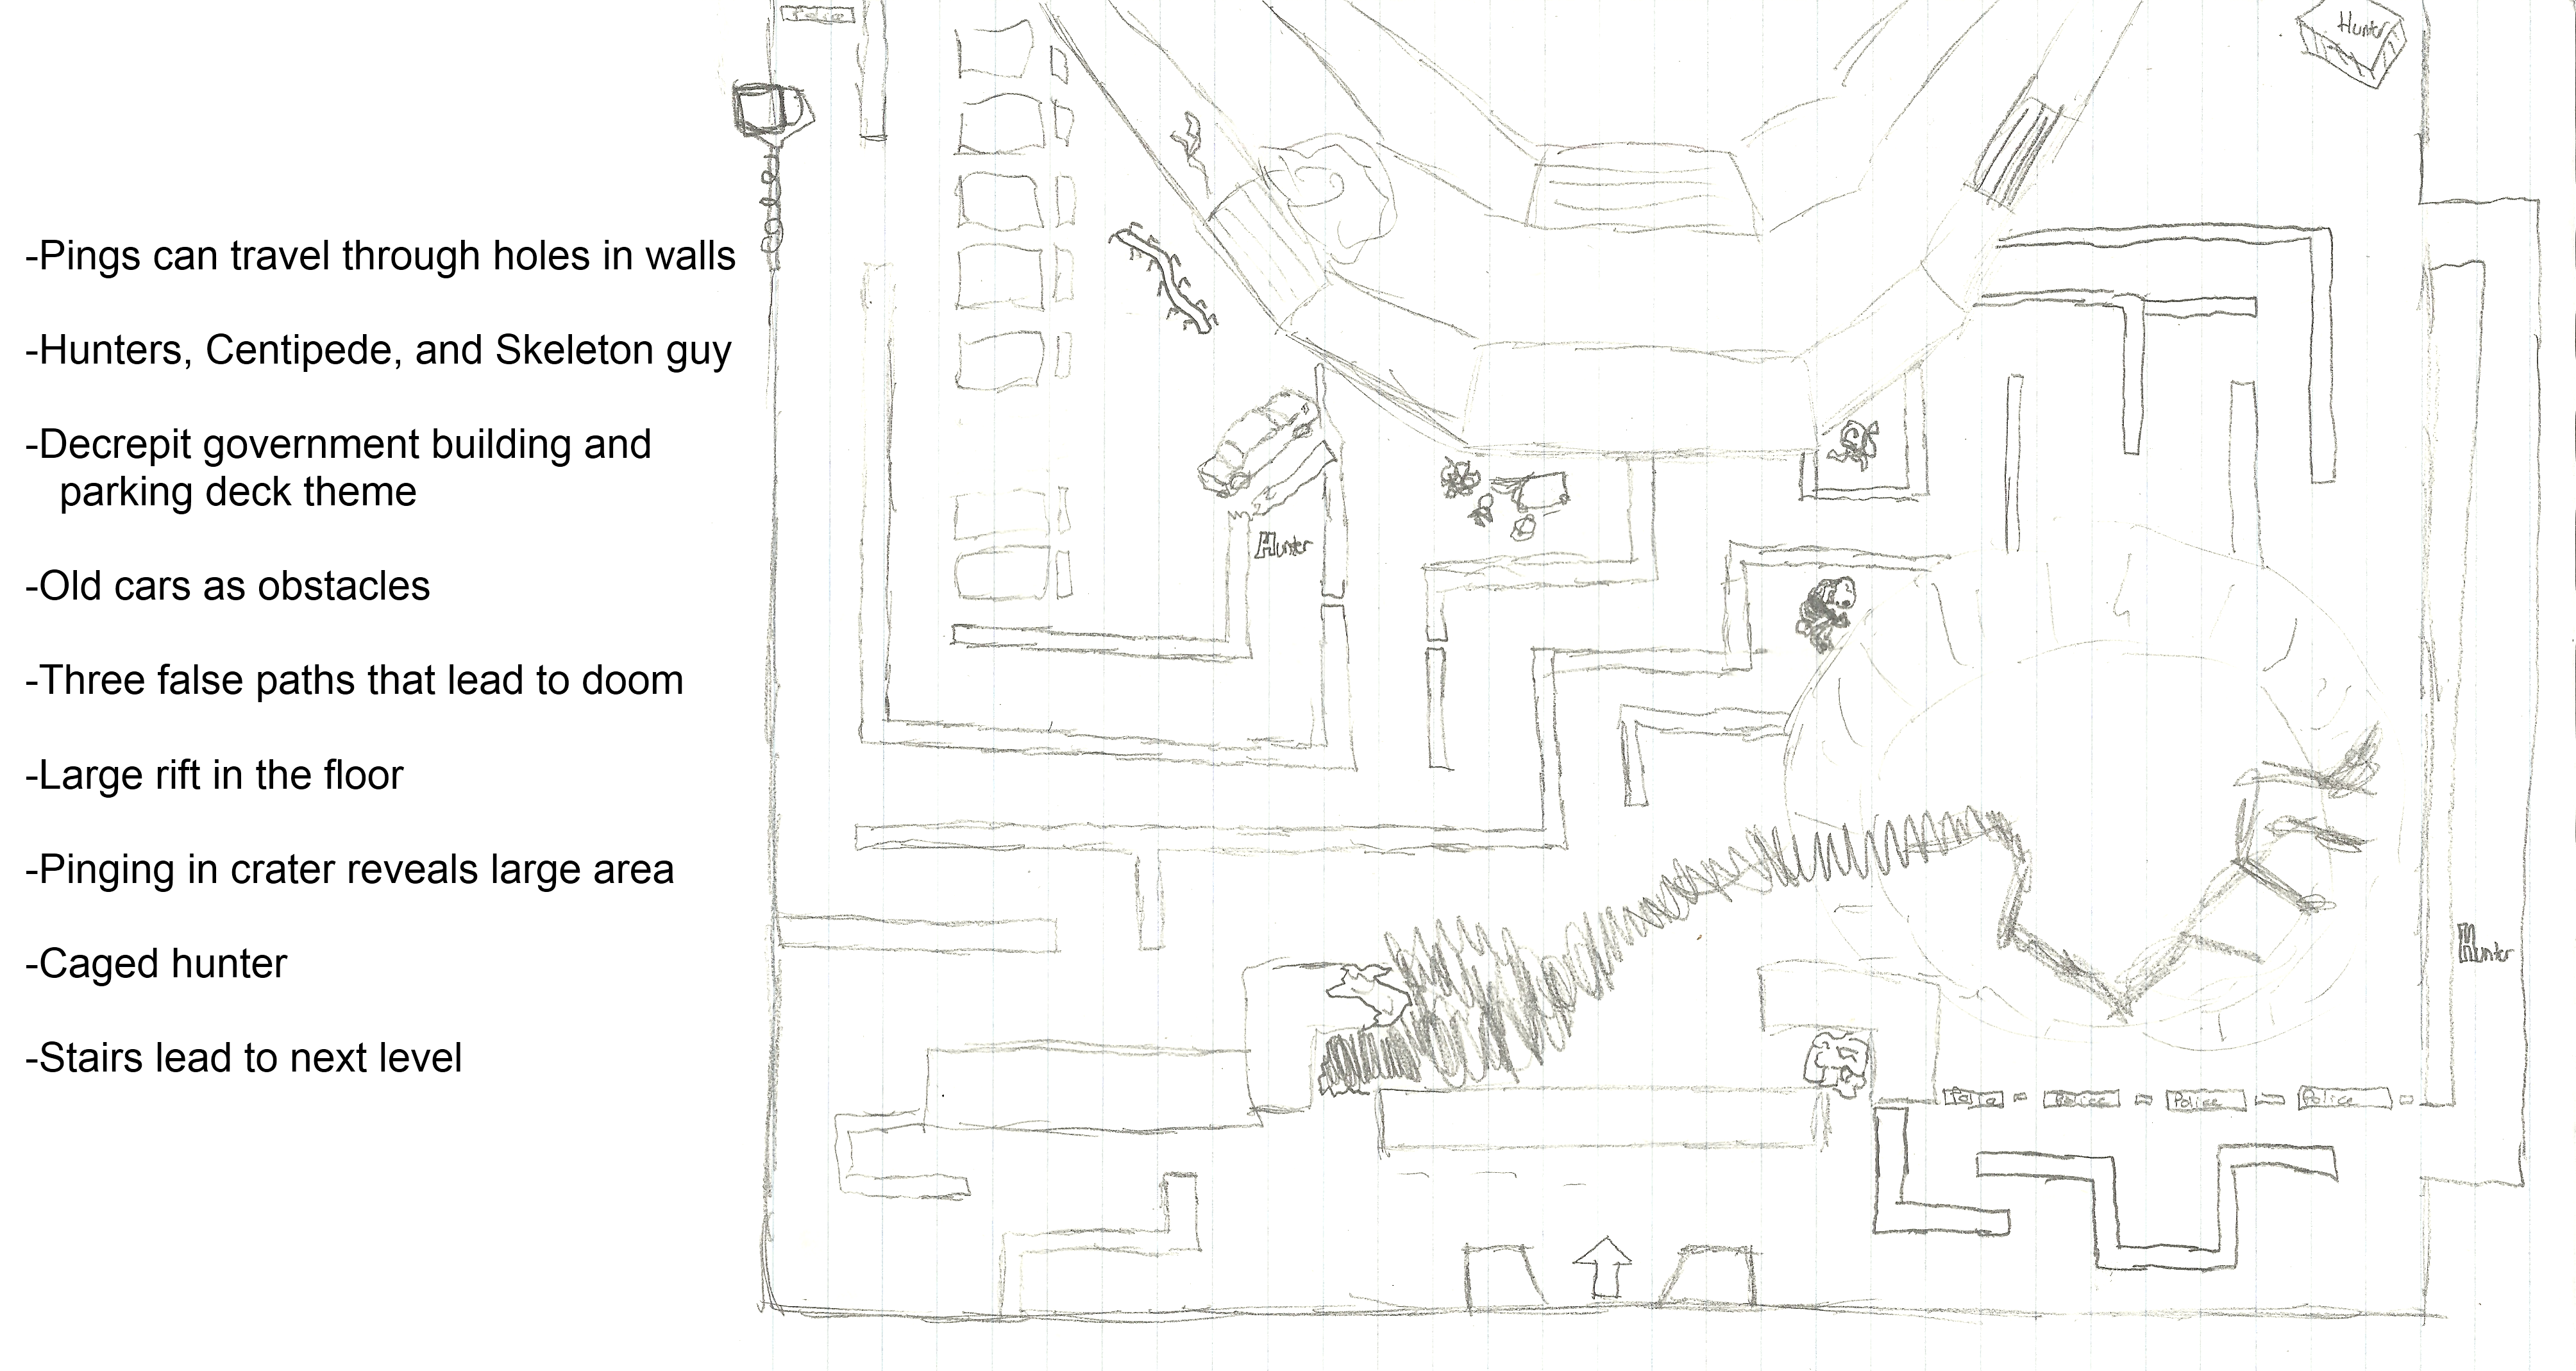 -Pings can travel through holes in walls
-Hunters, Centipede, and Skeleton guy
-Decrepit government building and
parking deck theme
-Old cars as obstacles
-Three false paths that lead to doom
-Large rift in the floor
-Pinging in crater reveals large area
-Caged hunter
-Stairs lead to next level
Police
Hunter
Hunter
Hunter
Police
Police
Police